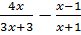 4x/(3x+3) − (x−1)/(x+1)